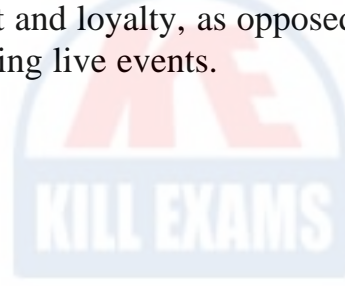 t and loyalty, as opposed
ing live events.
KILL EXAMS